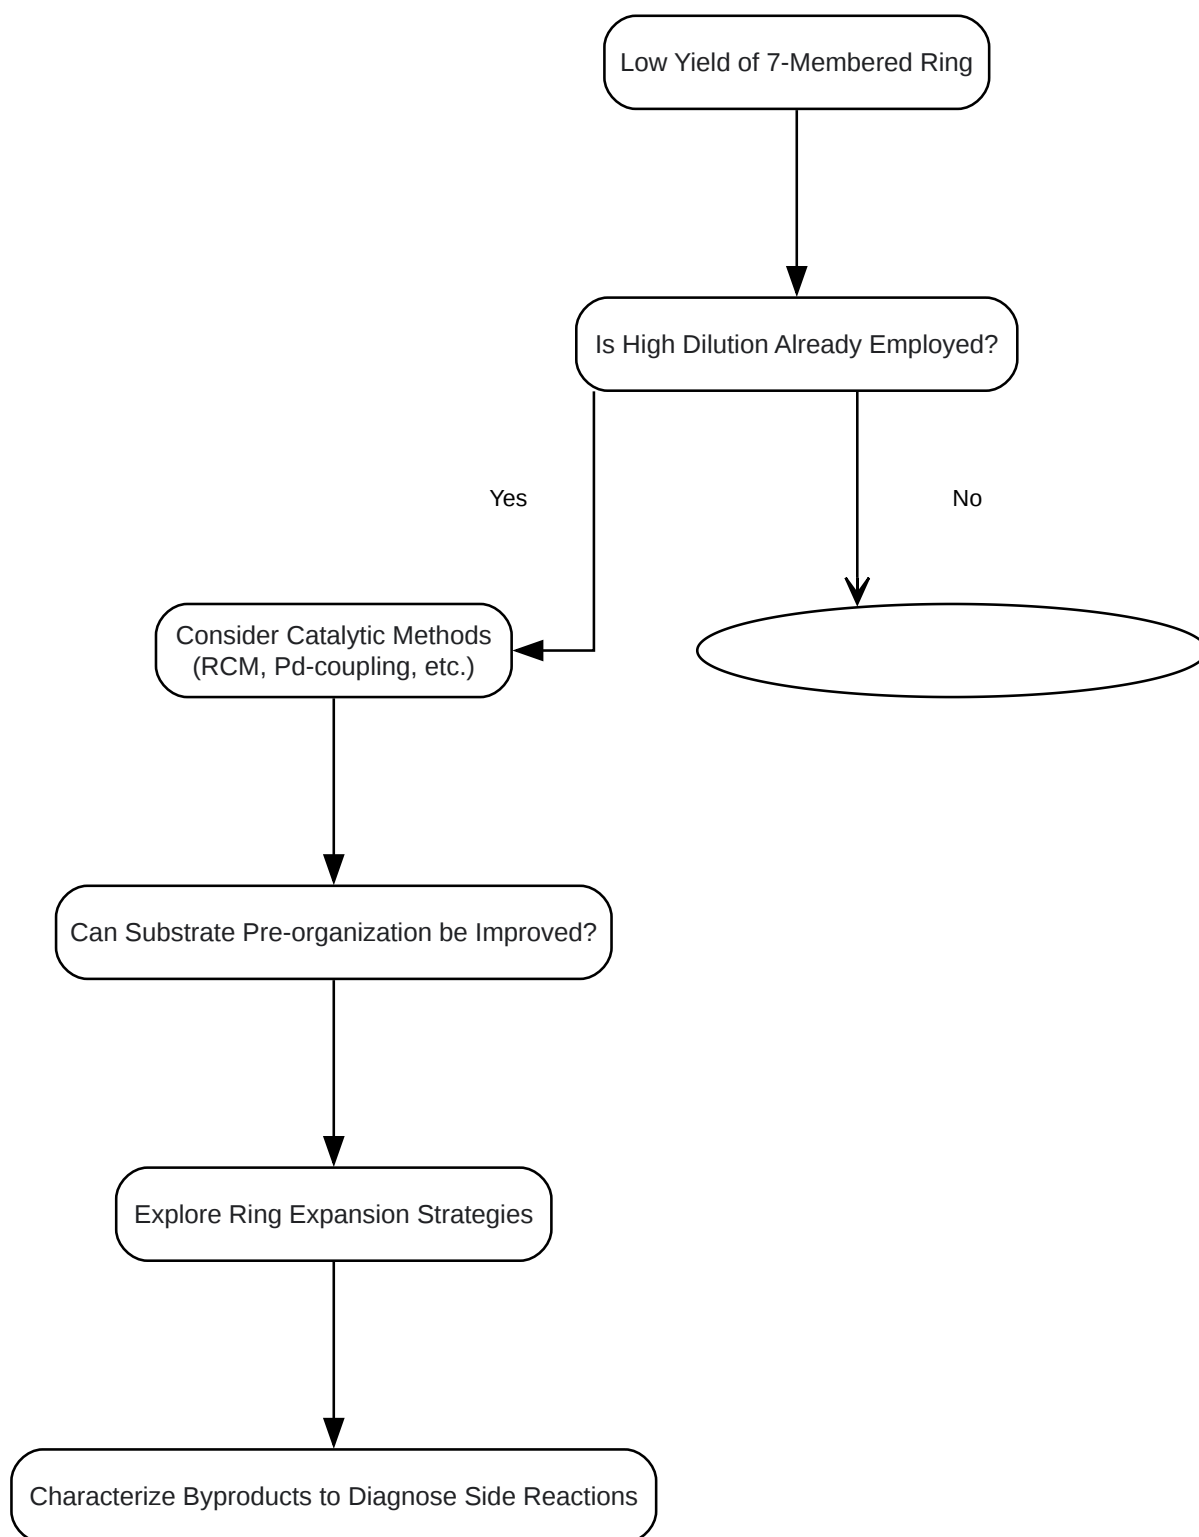 Low Yield of 7-Membered Ring
Is High Dilution Already Employed?
Yes
No
Consider Catalytic Methods
(RCM, Pd-coupling, etc.)
Can Substrate Pre-organization be Improved?
Explore Ring Expansion Strategies
Characterize Byproducts to Diagnose Side Reactions